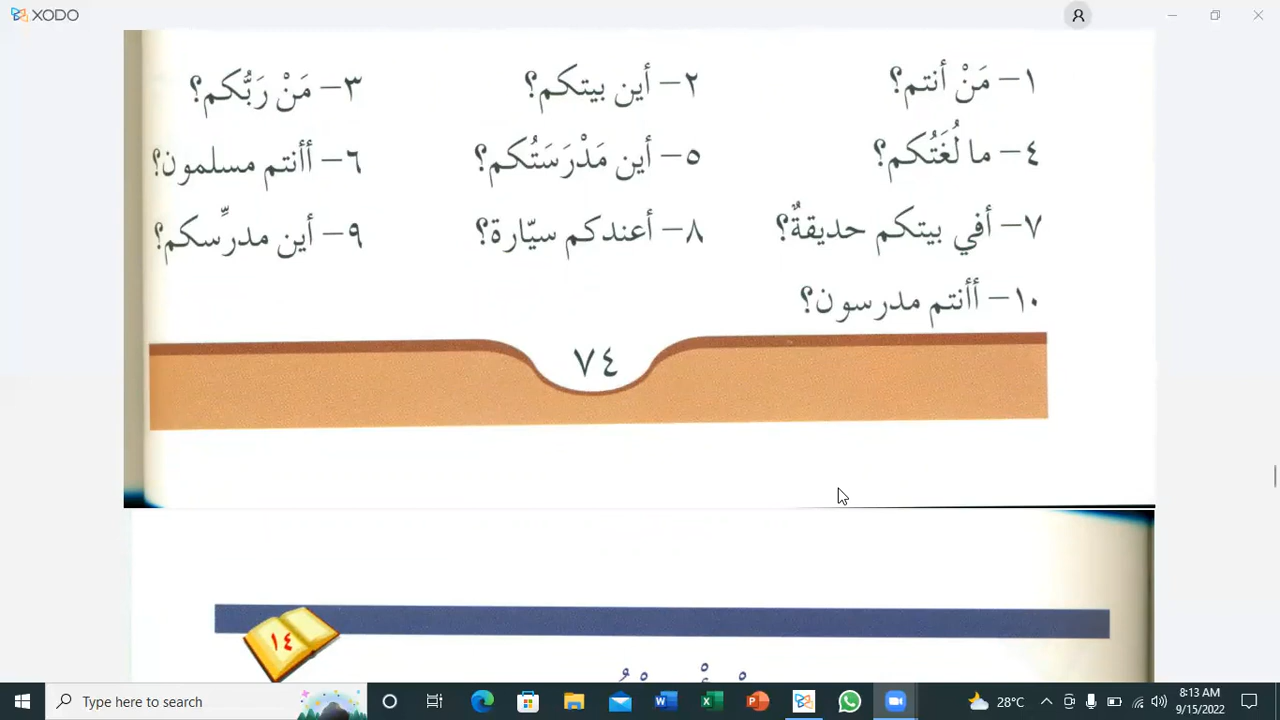 XODO
١– مَنْ أنتم؟ ٢– أين بيتكم؟ ٣– مَنْ رَبُّكم؟
٤– ما لُغَتُكم؟ ٥– أين مَدْرَسَتُكم؟ ٦– أأنتم مسلمون؟
٧– أفي بيتكم حديقةٌ؟ ٨– أعندكم سيّارة؟ ٩– أين مدرِّسكم؟
١٠– أأنتم مدرسون؟
٧٤
١٤
Type here to search
28°C
8:13 AM
9/15/2022